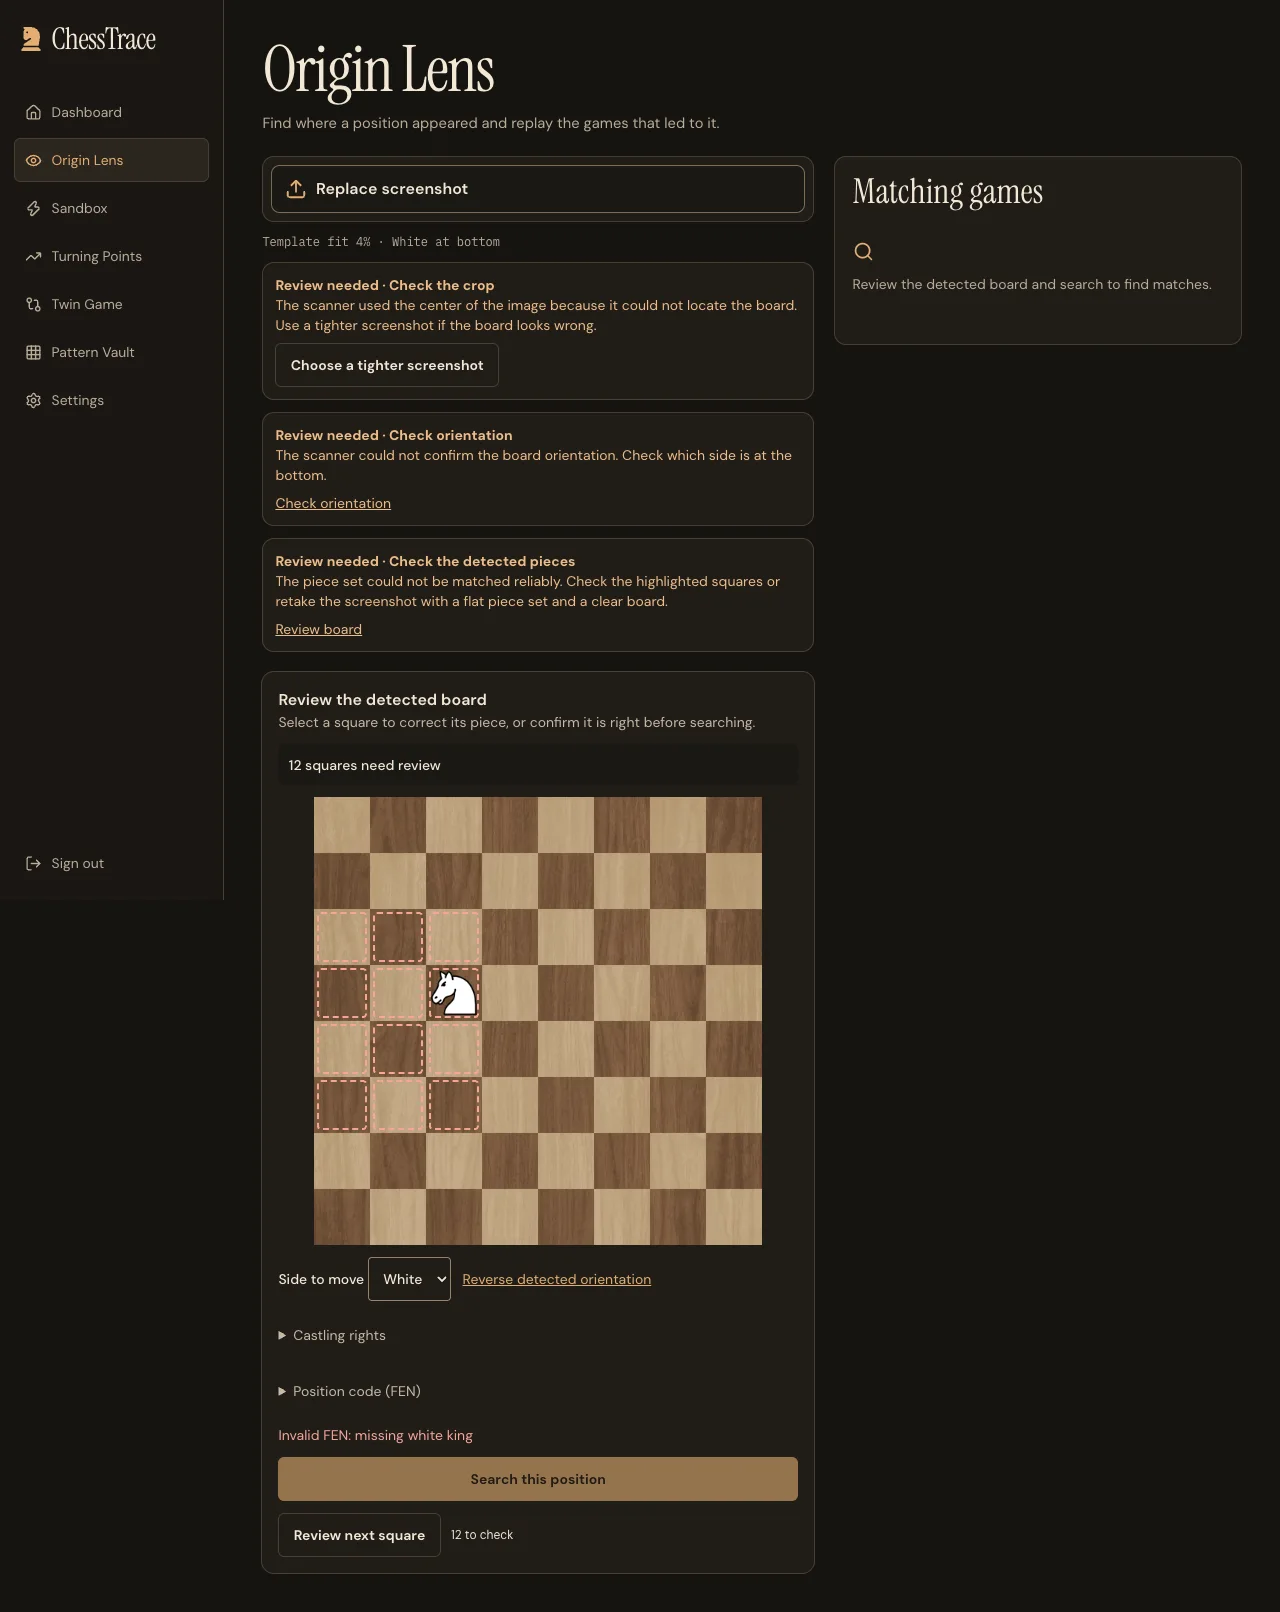 ChessTrace
Dashboard
Origin Lens
Sandbox
Turning Points
Twin Game
Pattern Vault
Settings
Sign out
Origin Lens
Find where a position appeared and replay the games that led to it.
Replace screenshot
Template fit 4% · White at bottom
Review needed · Check the crop
The scanner used the center of the image because it could not locate the board.
Use a tighter screenshot if the board looks wrong.
Choose a tighter screenshot
Review needed · Check orientation
The scanner could not confirm the board orientation. Check which side is at the
bottom.
Check orientation
Review needed · Check the detected pieces
The piece set could not be matched reliably. Check the highlighted squares or
retake the screenshot with a flat piece set and a clear board.
Review board
Review the detected board
Select a square to correct its piece, or confirm it is right before searching.
12 squares need review
Side to move White Reverse detected orientation
Castling rights
Position code (FEN)
Invalid FEN: missing white king
Search this position
Review next square 12 to check
Matching games
Review the detected board and search to find matches.